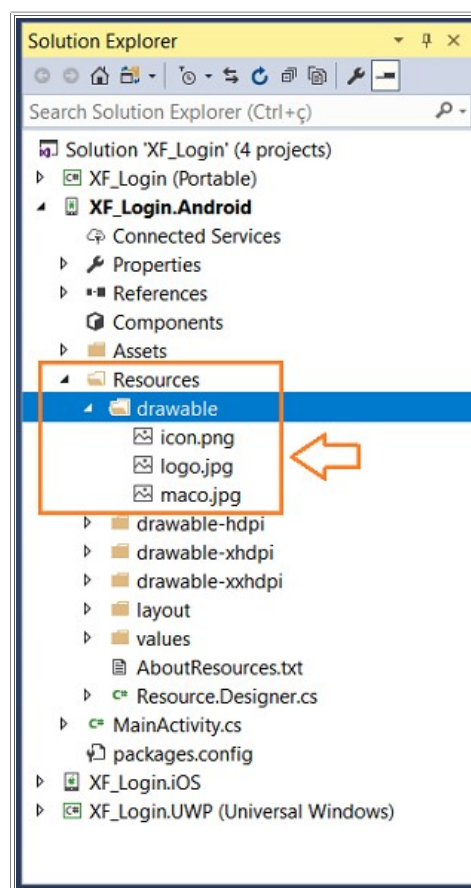 Solution Explorer
Search Solution Explorer (Ctrl+ç)
Solution 'XF_Login' (4 projects)
XF_Login (Portable)
XF_Login.Android
Connected Services
Properties
References
Components
Assets
Resources
drawable
icon.png
logo.jpg
maco.jpg
drawable-hdpi
drawable-xhdpi
drawable-xxhdpi
layout
values
AboutResources.txt
C# Resource.Designer.cs
C# MainActivity.cs
packages.config
XF_Login.iOS
C# XF_Login.UWP (Universal Windows)